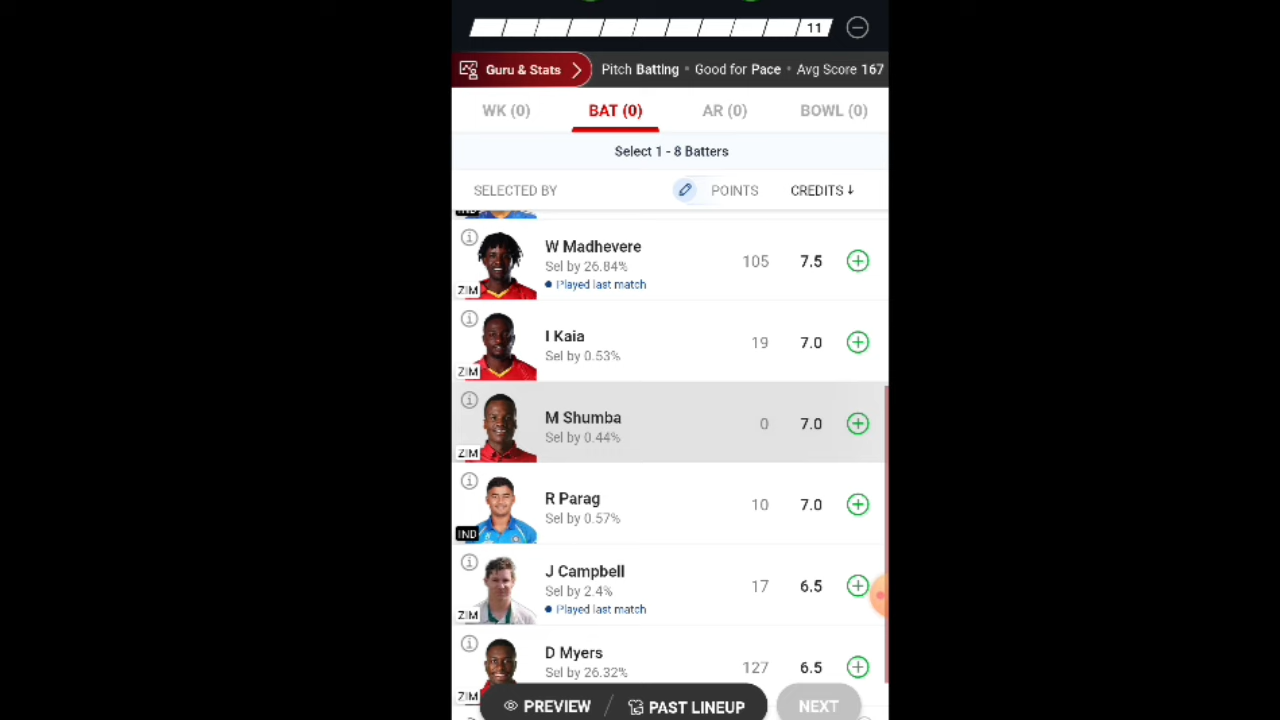 11
Guru & Stats
Pitch Batting • Good for Pace • Avg Score 167
WK (0)
BAT (0)
AR (0)
BOWL (0)
Select 1 - 8 Batters
SELECTED BY
POINTS
CREDITS ↓
IND
W Madhevere
Sel by 26.84%
Played last match
105
7.5
ZIM
I Kaia
Sel by 0.53%
19
7.0
ZIM
M Shumba
Sel by 0.44%
0
7.0
ZIM
R Parag
Sel by 0.57%
10
7.0
IND
J Campbell
Sel by 2.4%
Played last match
17
6.5
ZIM
D Myers
Sel by 26.32%
127
6.5
ZIM
PREVIEW
PAST LINEUP
NEXT